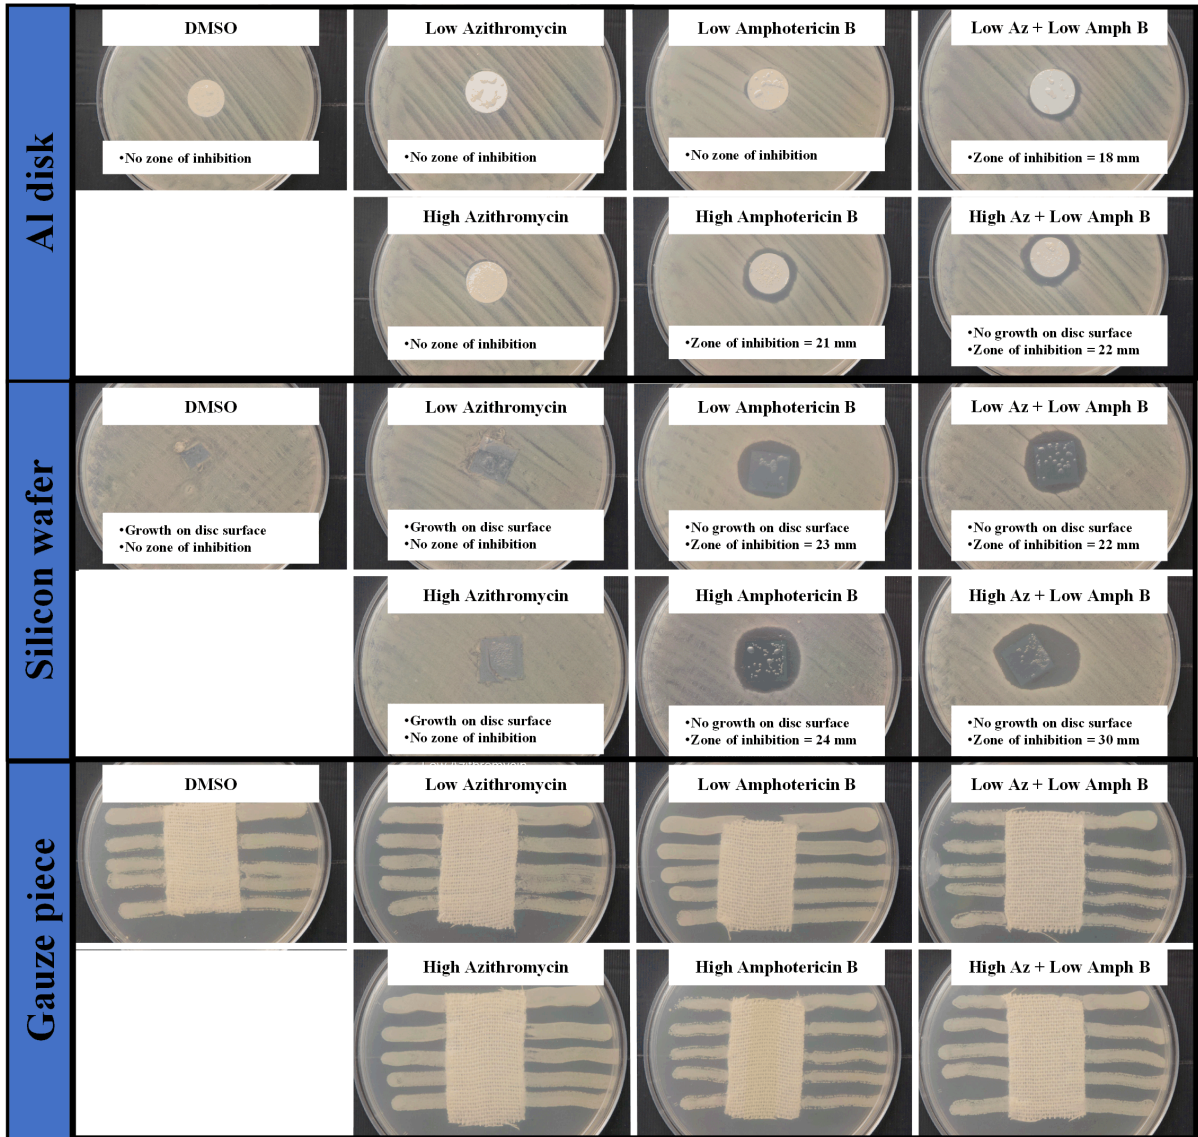 Al disk
DMSO
•No zone of inhibition
Low Azithromycin
•No zone of inhibition
Low Amphotericin B
•No zone of inhibition
Low Az + Low Amph B
•Zone of inhibition = 18 mm
High Azithromycin
•No zone of inhibition
High Amphotericin B
•Zone of inhibition = 21 mm
High Az + Low Amph B
•No growth on disc surface
•Zone of inhibition = 22 mm
Silicon wafer
DMSO
•Growth on disc surface
•No zone of inhibition
Low Azithromycin
•Growth on disc surface
•No zone of inhibition
Low Amphotericin B
•No growth on disc surface
•Zone of inhibition = 23 mm
Low Az + Low Amph B
•No growth on disc surface
•Zone of inhibition = 22 mm
High Azithromycin
•Growth on disc surface
•No zone of inhibition
High Amphotericin B
•No growth on disc surface
•Zone of inhibition = 24 mm
High Az + Low Amph B
•No growth on disc surface
•Zone of inhibition = 30 mm
Gauze piece
DMSO
Low Azithromycin
Low Amphotericin B
Low Az + Low Amph B
High Azithromycin
High Amphotericin B
High Az + Low Amph B